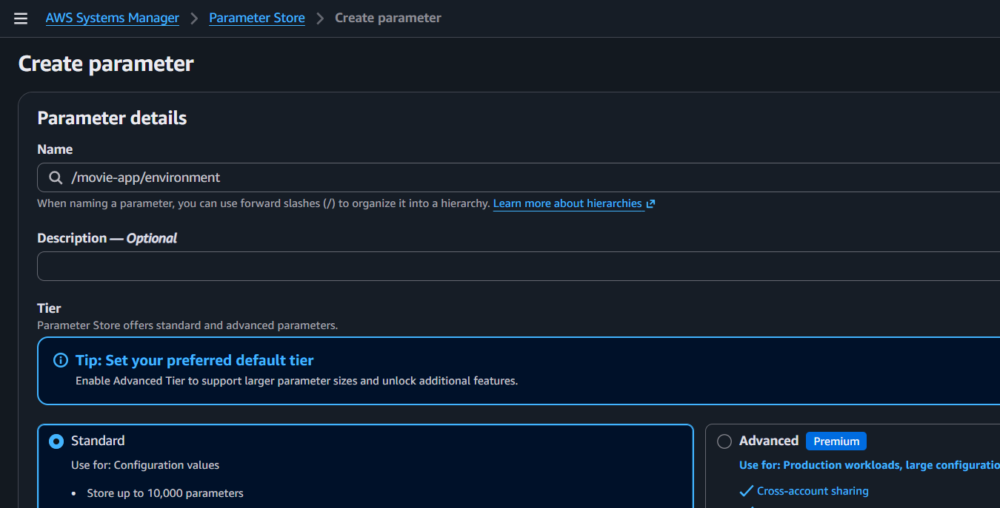 AWS Systems Manager > Parameter Store > Create parameter
Create parameter
Parameter details
Name
/movie-app/environment
When naming a parameter, you can use forward slashes (/) to organize it into a hierarchy. Learn more about hierarchies
Description — Optional
Tier
Parameter Store offers standard and advanced parameters.
Tip: Set your preferred default tier
Enable Advanced Tier to support larger parameter sizes and unlock additional features.
Standard
Use for: Configuration values
• Store up to 10,000 parameters
Advanced Premium
Use for: Production workloads, large configuratio
Cross-account sharing